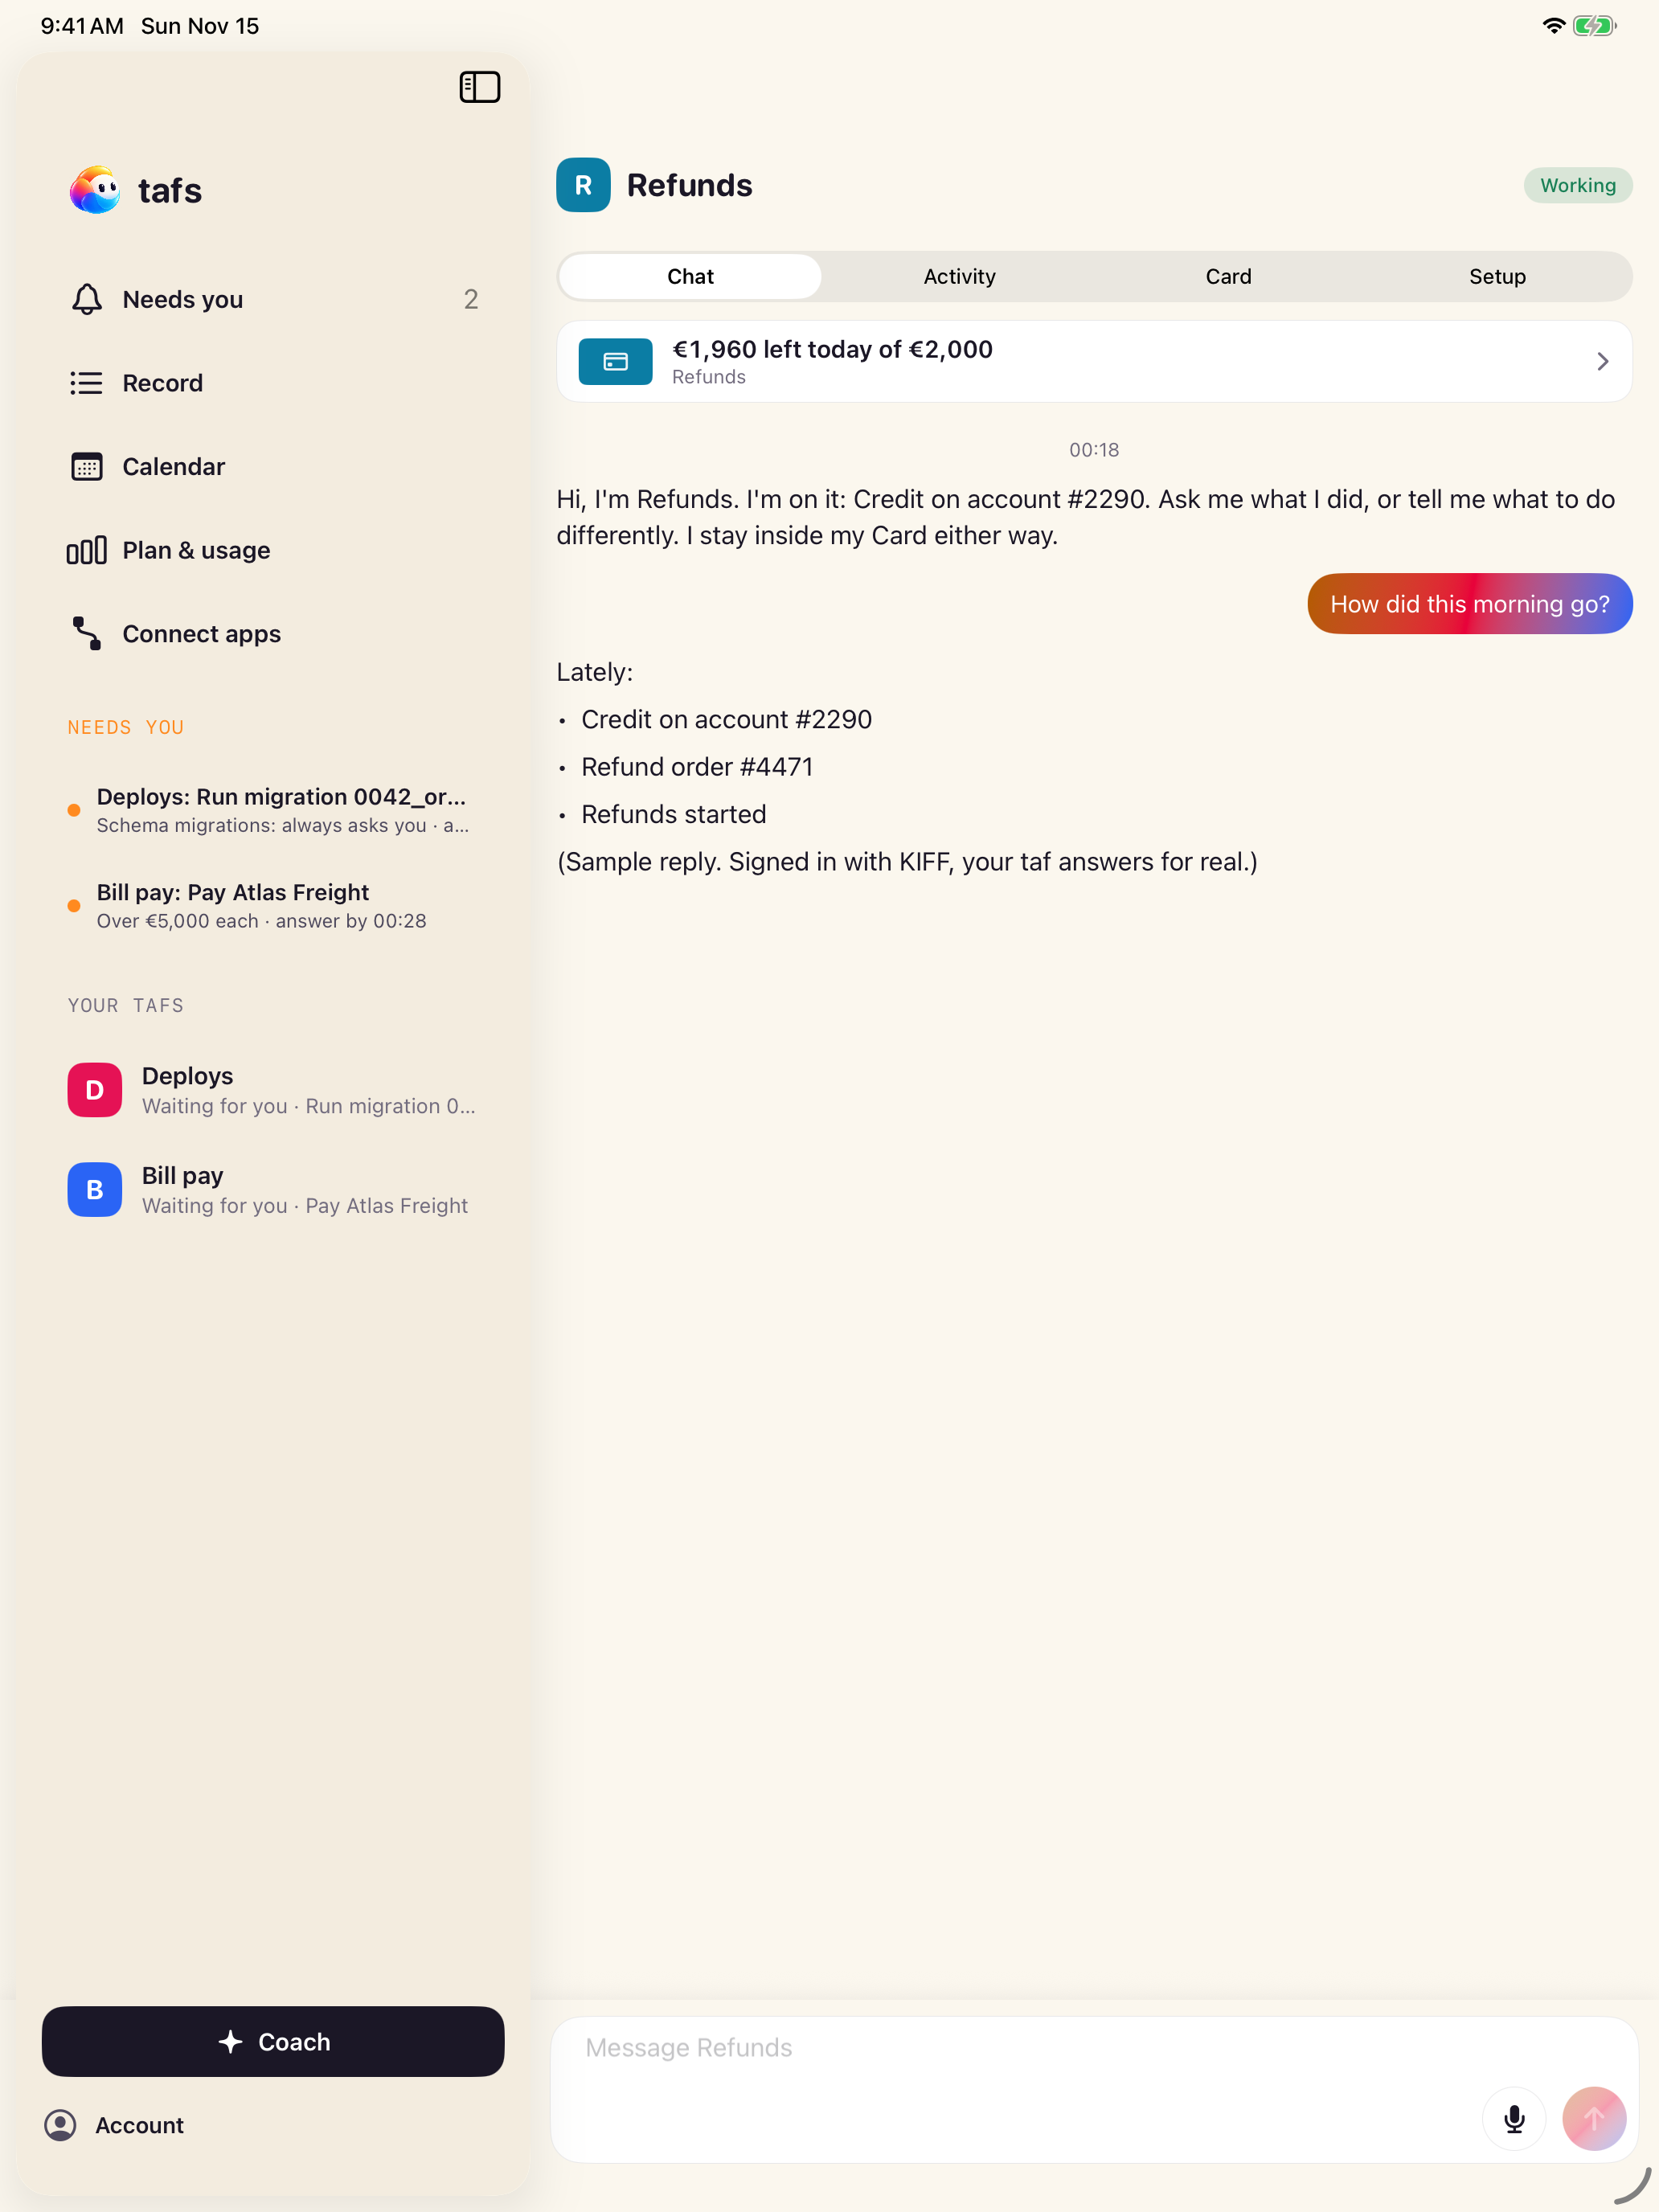 9:41 AM Sun Nov 15
tafs
Needs you 2
Record
Calendar
Plan & usage
Connect apps
NEEDS YOU
Deploys: Run migration 0042_or...
Schema migrations: always asks you · a...
Bill pay: Pay Atlas Freight
Over €5,000 each · answer by 00:28
YOUR TAFS
D
Deploys
Waiting for you · Run migration 0...
B
Bill pay
Waiting for you · Pay Atlas Freight
Coach
Account
R
Refunds
Working
Chat
Activity
Card
Setup
€1,960 left today of €2,000
Refunds
00:18
Hi, I'm Refunds. I'm on it: Credit on account #2290. Ask me what I did, or tell me what to do
differently. I stay inside my Card either way.
How did this morning go?
Lately:
• Credit on account #2290
• Refund order #4471
• Refunds started
(Sample reply. Signed in with KIFF, your taf answers for real.)
Message Refunds